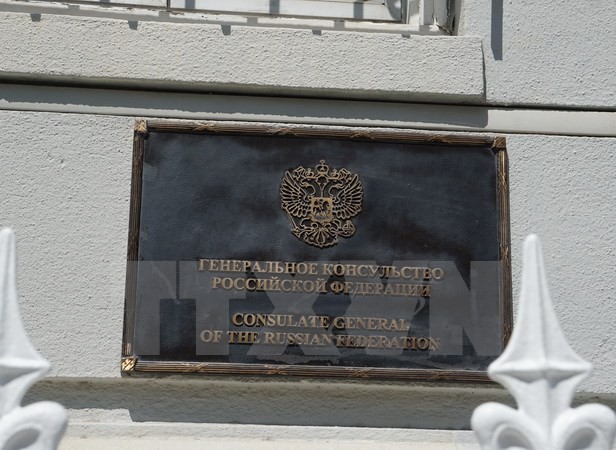 ГЕНЕРАЛЬНОЕ КОНСУЛЬСТВО
РОССИЙСКОЙ ФЕДЕРАЦИИ
CONSULATE GENERAL
OF THE RUSSIAN FEDERATION